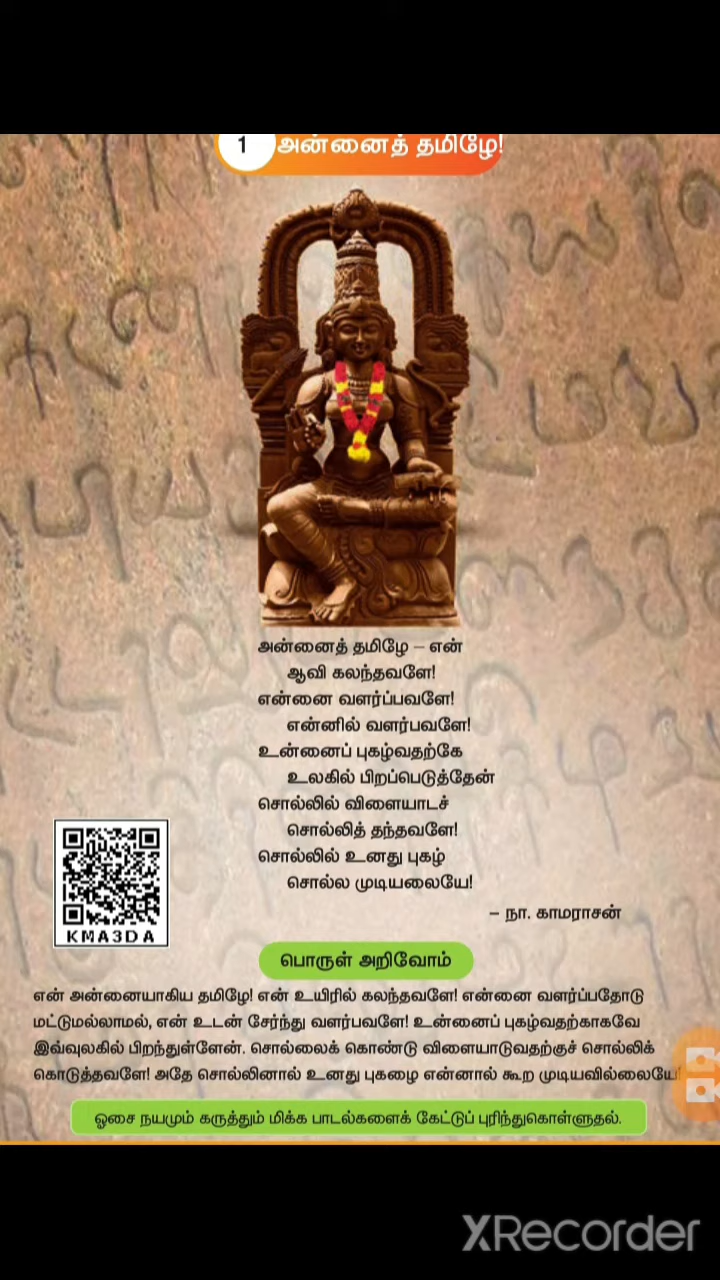 1 அன்னைத் தமிழே!
அன்னைத் தமிழே – என்
ஆவி கலந்தவளே!
என்னை வளர்ப்பவளே!
என்னில் வளர்பவளே!
உன்னைப் புகழ்வதற்கே
உலகில் பிறப்பெடுத்தேன்
சொல்லில் விளையாடச்
சொல்லித் தந்தவளே!
சொல்லில் உனது புகழ்
சொல்ல முடியலையே!
– நா. காமராசன்
KMA3DA
பொருள் அறிவோம்
என் அன்னையாகிய தமிழே! என் உயிரில் கலந்தவளே! என்னை வளர்ப்பதோடு
மட்டுமல்லாமல், என் உடன் சேர்ந்து வளர்பவளே! உன்னைப் புகழ்வதற்காகவே
இவ்வுலகில் பிறந்துள்ளேன். சொல்லைக் கொண்டு விளையாடுவதற்குச் சொல்லிக்
கொடுத்தவளே! அதே சொல்லினால் உனது புகழை என்னால் கூற முடியவில்லையே!
ஓசை நயமும் கருத்தும் மிக்க பாடல்களைக் கேட்டுப் புரிந்துகொள்ளுதல்.
XRecorder